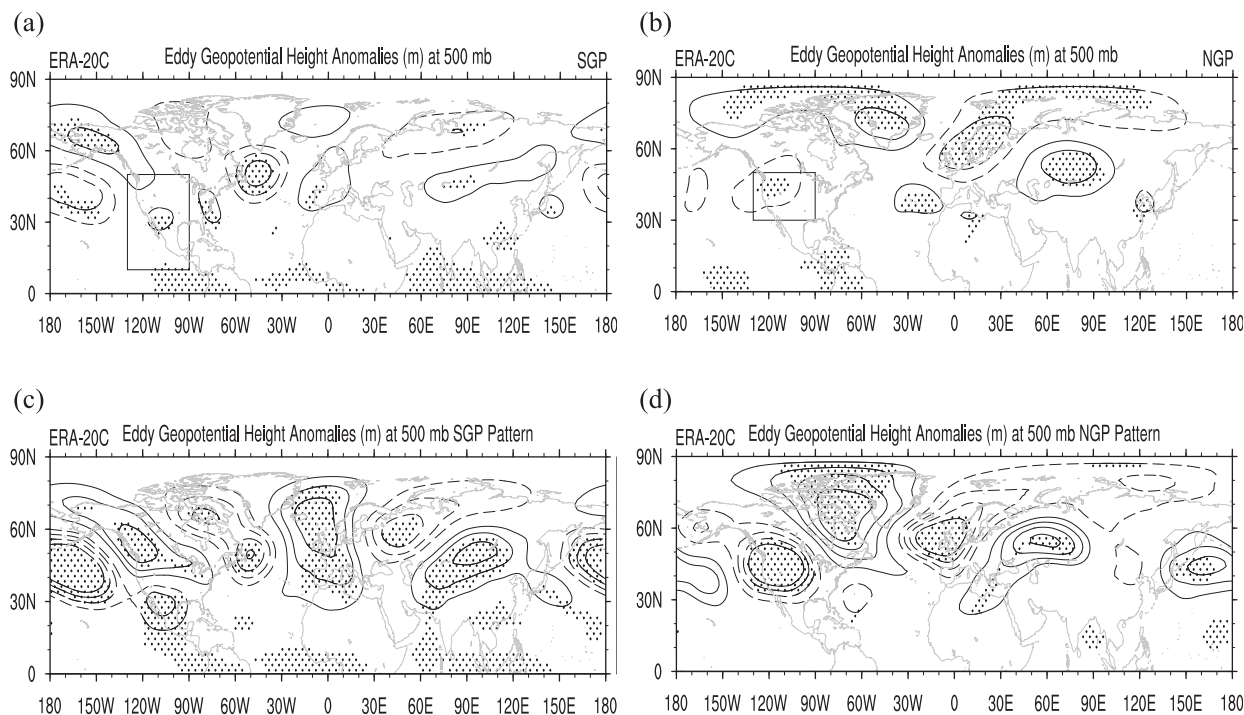 (a)
ERA-20C Eddy Geopotential Height Anomalies (m) at 500 mb SGP
90N
60N
30N
0
180 150W 120W 90W 60W 30W 0 30E 60E 90E 120E 150E 180
(b)
ERA-20C Eddy Geopotential Height Anomalies (m) at 500 mb NGP
90N
60N
30N
0
180 150W 120W 90W 60W 30W 0 30E 60E 90E 120E 150E 180
(c)
ERA-20C Eddy Geopotential Height Anomalies (m) at 500 mb SGP Pattern
90N
60N
30N
0
180 150W 120W 90W 60W 30W 0 30E 60E 90E 120E 150E 180
(d)
ERA-20C Eddy Geopotential Height Anomalies (m) at 500 mb NGP Pattern
90N
60N
30N
0
180 150W 120W 90W 60W 30W 0 30E 60E 90E 120E 150E 180